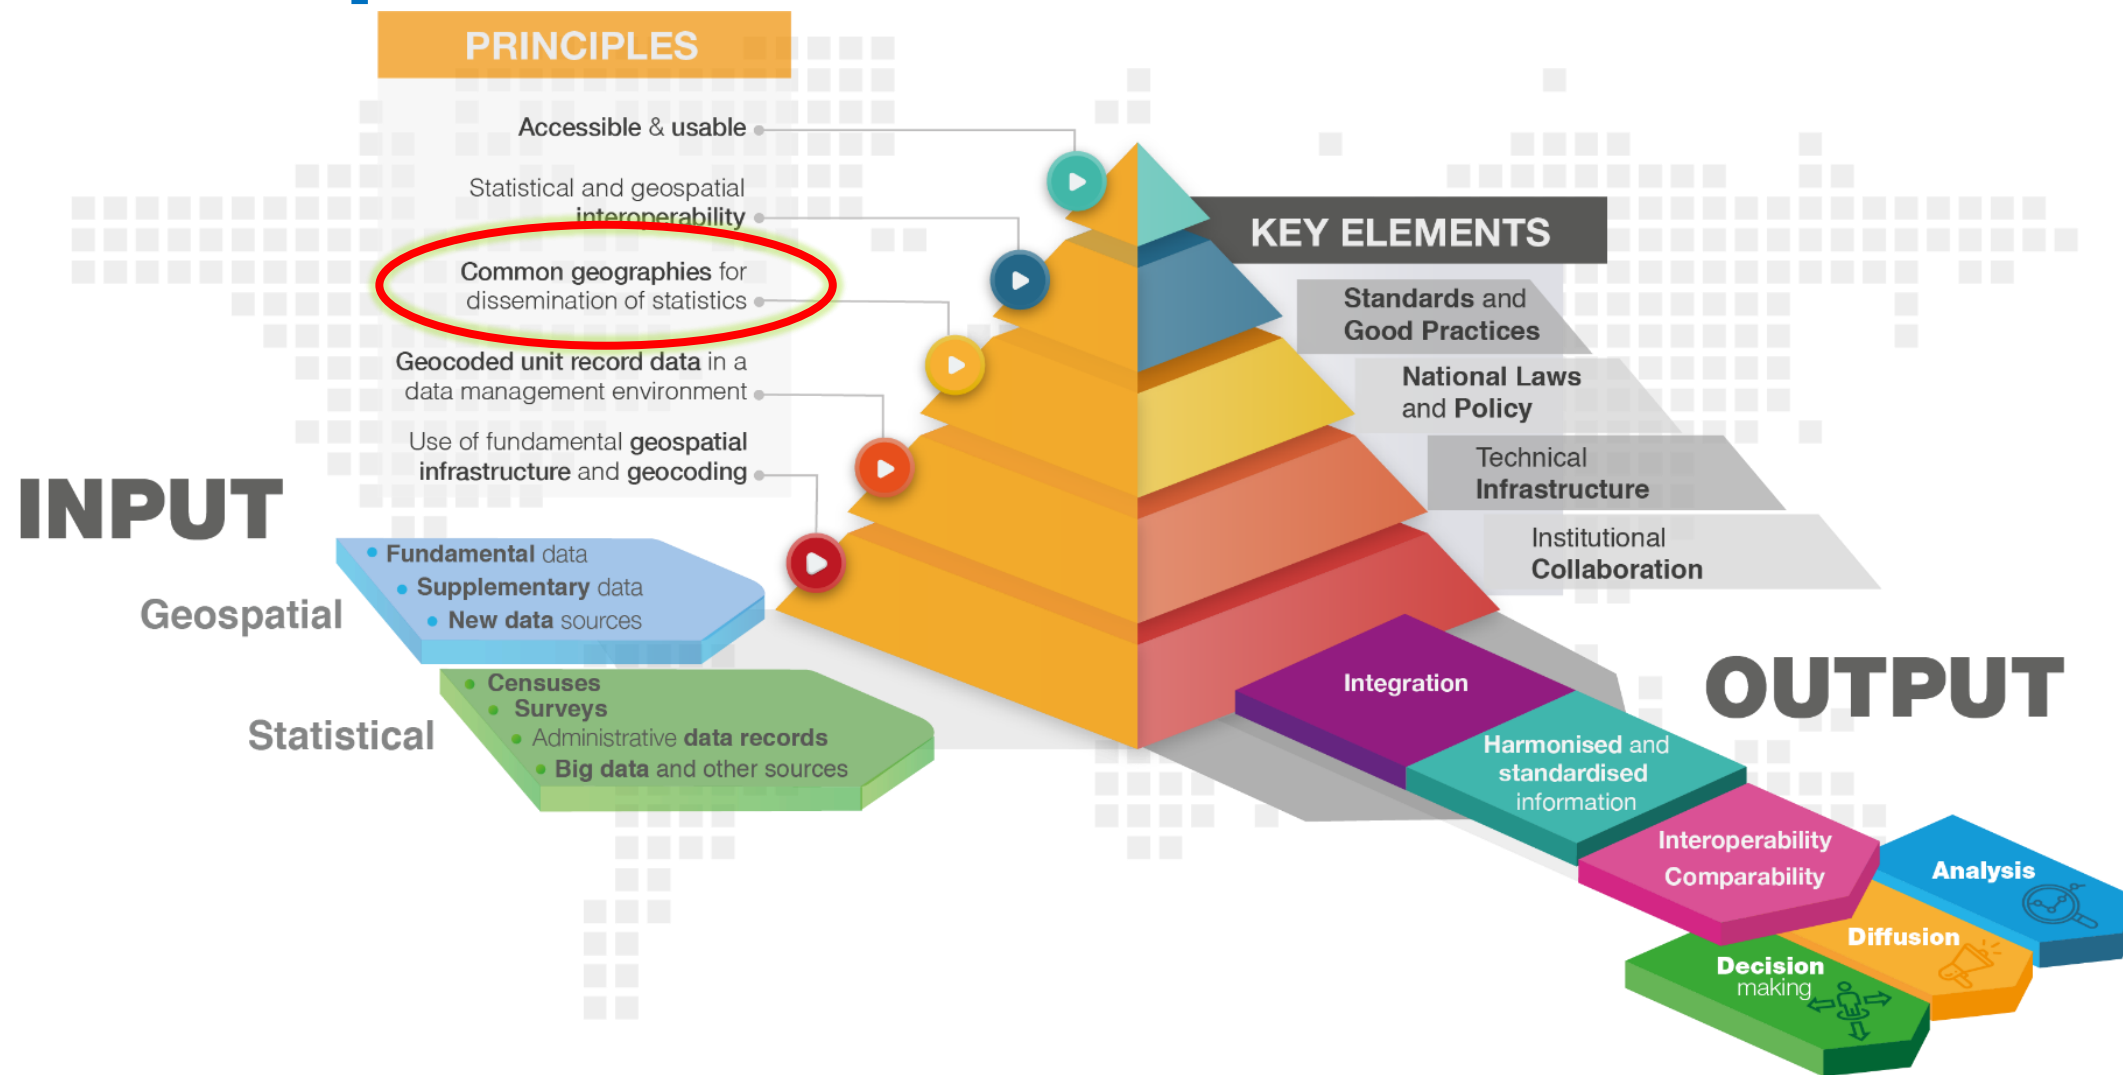 PRINCIPLES
Accessible & usable
Statistical and geospatial
interoperability
Common geographies for
dissemination of statistics
Geocoded unit record data in a
data management environment
Use of fundamental geospatial
infrastructure and geocoding
KEY ELEMENTS
Standards and
Good Practices
National Laws
and Policy
Technical
Infrastructure
Institutional
Collaboration
INPUT
Geospatial
• Fundamental data
• Supplementary data
• New data sources
Statistical
• Censuses
• Surveys
• Administrative data records
• Big data and other sources
OUTPUT
Integration
Harmonised and
standardised
information
Interoperability
Comparability
Analysis
Diffusion
Decision
making